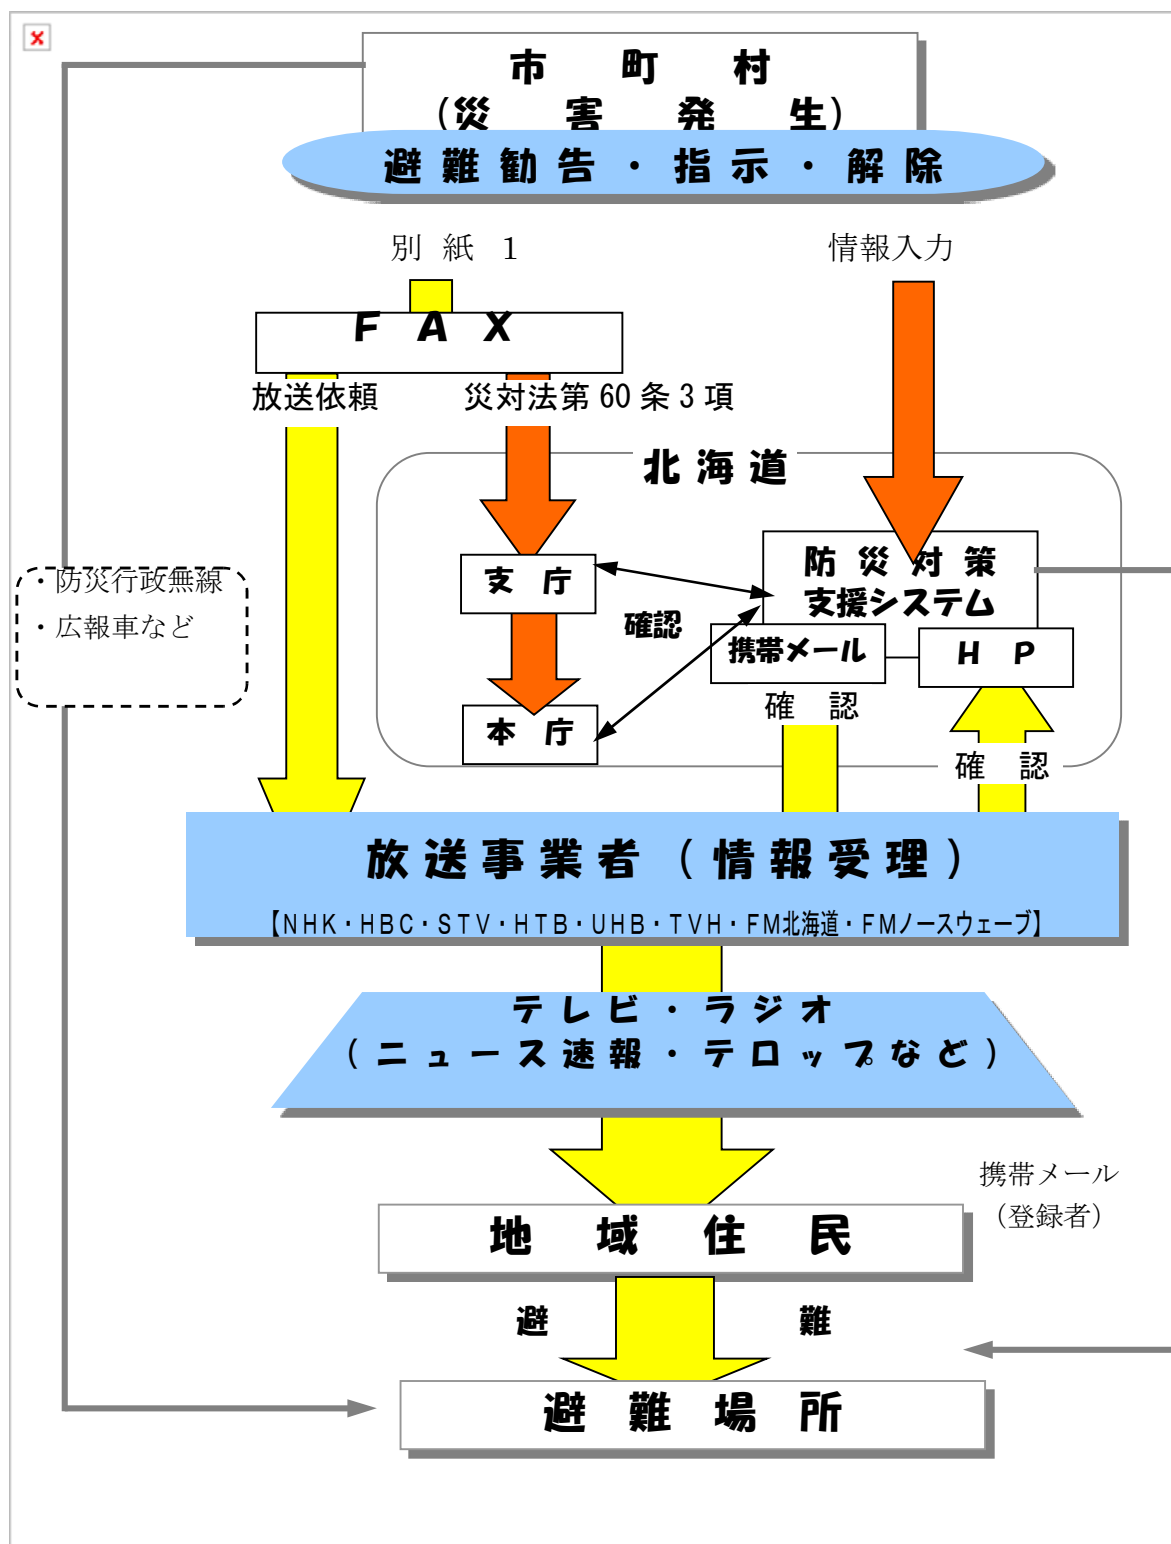 市　町　村
(災　害　発　生)
避難勧告・指示・解除
別　紙　１
情報入力
ＦＡＸ
放送依頼
災対法第 60 条 3 項
北海道
防災対策
支援システム
・防災行政無線
・広報車など
支庁
確認
携帯メール
ＨＰ
確　認
本庁
確　認
放送事業者（情報受理）
【ＮＨＫ・ＨＢＣ・ＳＴＶ・ＨＴＢ・ＵＨＢ・ＴＶＨ・ＦＭ北海道・ＦＭノースウェーブ】
テレビ・ラジオ
（ニュース速報・テロップなど）
携帯メール
（登録者）
地　域　住　民
避　難
避　難　場　所